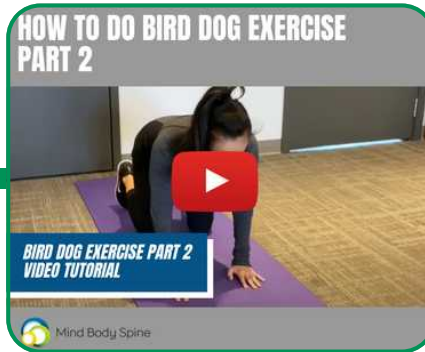 HOW TO DO BIRD DOG EXERCISE
PART 2
BIRD DOG EXERCISE PART 2
VIDEO TUTORIAL
Mind Body Spine